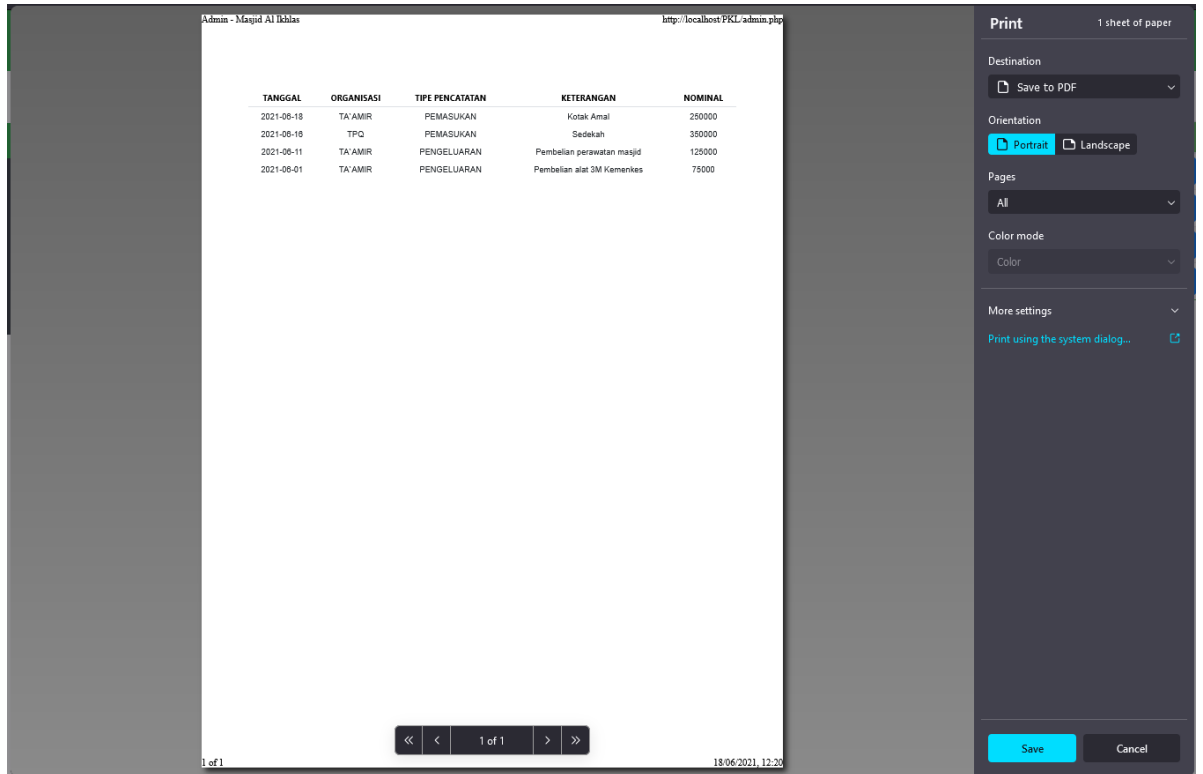 Admin - Masjid Al Ikhlas http://localhost/PKL/admin.php
TANGGAL ORGANISASI TIPE PENCATATAN KETERANGAN NOMINAL
2021-06-18 TA'AMIR PEMASUKAN Kotak Amal 250000
2021-06-16 TPQ PEMASUKAN Sedekah 350000
2021-06-11 TA'AMIR PENGELUARAN Pembelian perawatan masjid 125000
2021-06-01 TA'AMIR PENGELUARAN Pembelian alat 3M Kemenkes 75000
1 of 1
1 of 1 18/06/2021, 12:20
Print 1 sheet of paper
Destination
Save to PDF
Orientation
Portrait Landscape
Pages
All
Color mode
Color
More settings
Print using the system dialog...
Save Cancel